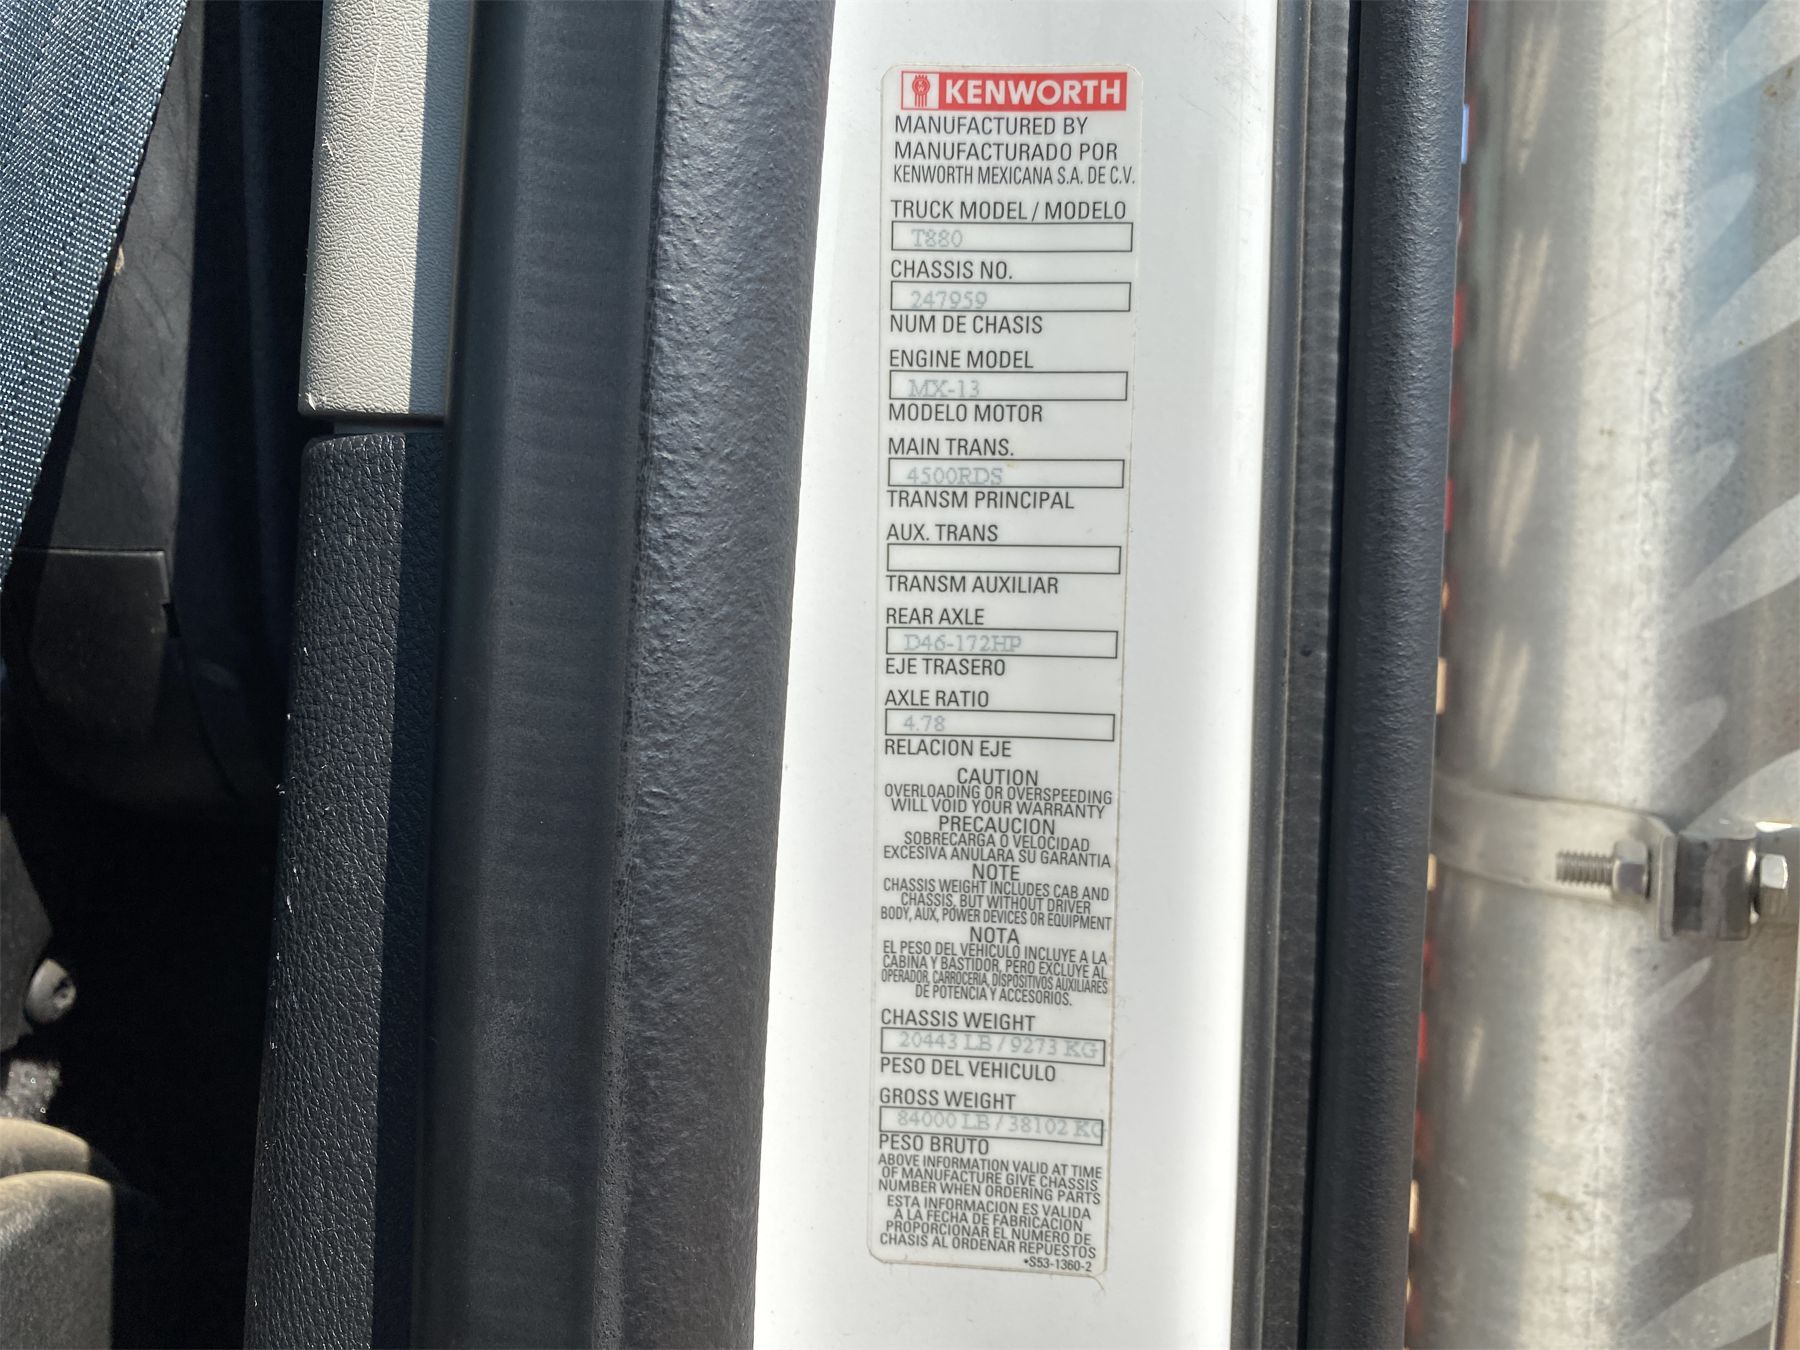 KENWORTH
MANUFACTURED BY
MANUFACTURADO POR
KENWORTH MEXICANA S.A. DE C.V.
TRUCK MODEL / MODELO
T880
CHASSIS NO.
247959
NUM DE CHASIS
ENGINE MODEL
MX-13
MODELO MOTOR
MAIN TRANS.
4500RDS
TRANSM PRINCIPAL
AUX. TRANS
TRANSM AUXILIAR
REAR AXLE
D46-172HP
EJE TRASERO
AXLE RATIO
4.78
RELACION EJE
CAUTION
OVERLOADING OR OVERSPEEDING
WILL VOID YOUR WARRANTY
PRECAUCION
SOBRECARGA O VELOCIDAD
EXCESIVA ANULARA SU GARANTIA
NOTE
CHASSIS WEIGHT INCLUDES CAB AND
CHASSIS, BUT WITHOUT DRIVER
BODY, AUX, POWER DEVICES OR EQUIPMENT
NOTA
EL PESO DEL VEHICULO INCLUYE A LA
CABINA Y BASTIDOR, PERO EXCLUYE AL
OPERADOR, CARROCERIA, DISPOSITIVOS AUXILIARES
DE POTENCIA Y ACCESORIOS.
CHASSIS WEIGHT
20443 LB / 9273 KG
PESO DEL VEHICULO
GROSS WEIGHT
84000 LB / 38102 KG
PESO BRUTO
ABOVE INFORMATION VALID AT TIME
OF MANUFACTURE GIVE CHASSIS
NUMBER WHEN ORDERING PARTS
ESTA INFORMACION ES VALIDA
A LA FECHA DE FABRICACION
PROPORCIONAR EL NUMERO DE
CHASIS AL ORDENAR REPUESTOS
•S53-1360-2